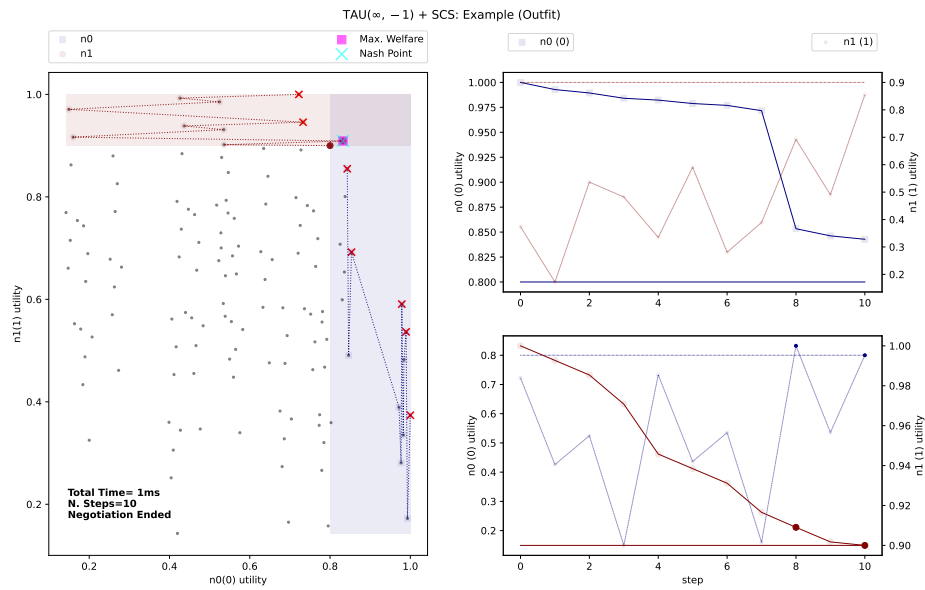 TAU(∞, −1) + SCS: Example (Outfit)
n0
n1
Max. Welfare
Nash Point
1.0
0.8
0.6
0.4
0.2
n1(1) utility
Total Time= 1ms
N. Steps=10
Negotiation Ended
0.2 0.4 0.6 0.8 1.0
n0(0) utility
n0 (0)
n1 (1)
1.000
0.975
0.950
0.925
0.900
0.875
0.850
0.825
0.800
n0 (0) utility
0.9
0.8
0.7
0.6
0.5
0.4
0.3
0.2
n1 (1) utility
0 2 4 6 8 10
0.8
0.7
0.6
0.5
0.4
0.3
0.2
n0 (0) utility
1.00
0.98
0.96
0.94
0.92
0.90
n1 (1) utility
0 2 4 6 8 10
step